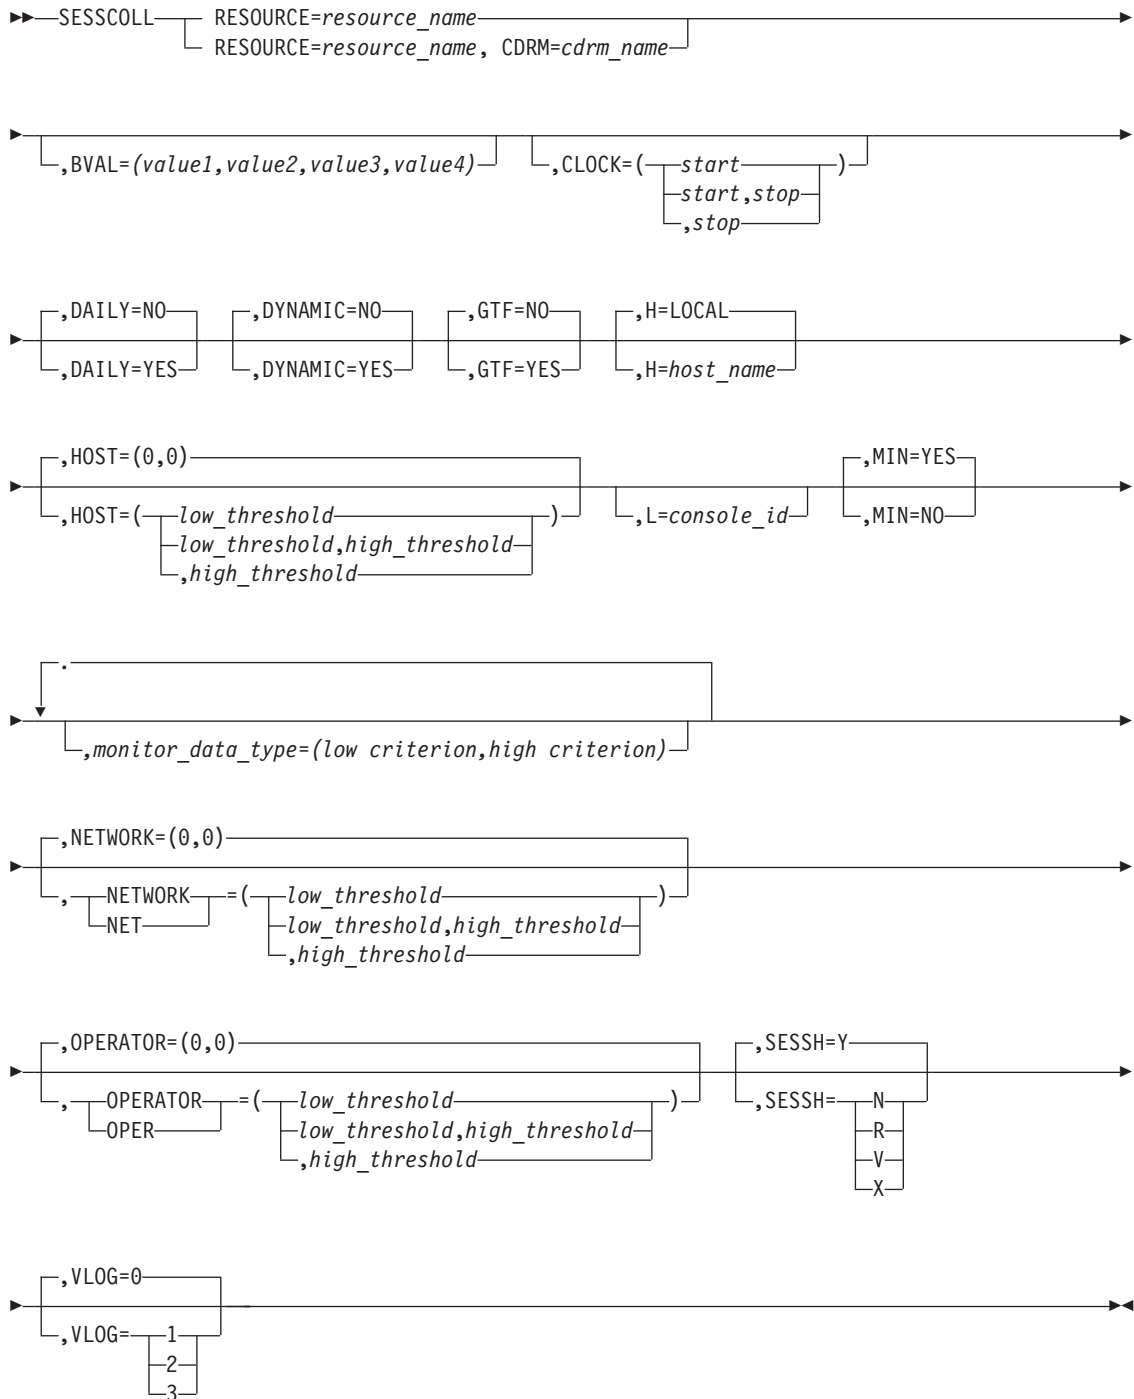 SESSCOLL RESOURCE=resource_name
RESOURCE=resource_name, CDRM=cdrm_name
,BVAL=(value1,value2,value3,value4) ,CLOCK=( start )
start,stop
,stop
,DAILY=NO ,DYNAMIC=NO ,GTF=NO ,H=LOCAL
,DAILY=YES ,DYNAMIC=YES ,GTF=YES ,H=host_name
,HOST=(0,0) ,MIN=YES
,HOST=( low_threshold ) ,L=console_id ,MIN=NO
low_threshold,high_threshold
,high_threshold
.
,monitor_data_type=(low criterion,high criterion)
,NETWORK=(0,0)
, NETWORK =( low_threshold )
NET low_threshold,high_threshold
,high_threshold
,OPERATOR=(0,0) ,SESSH=Y
, OPERATOR =( low_threshold ) ,SESSH= N
OPER low_threshold,high_threshold R
,high_threshold V
X
,VLOG=0
,VLOG= 1
2
3